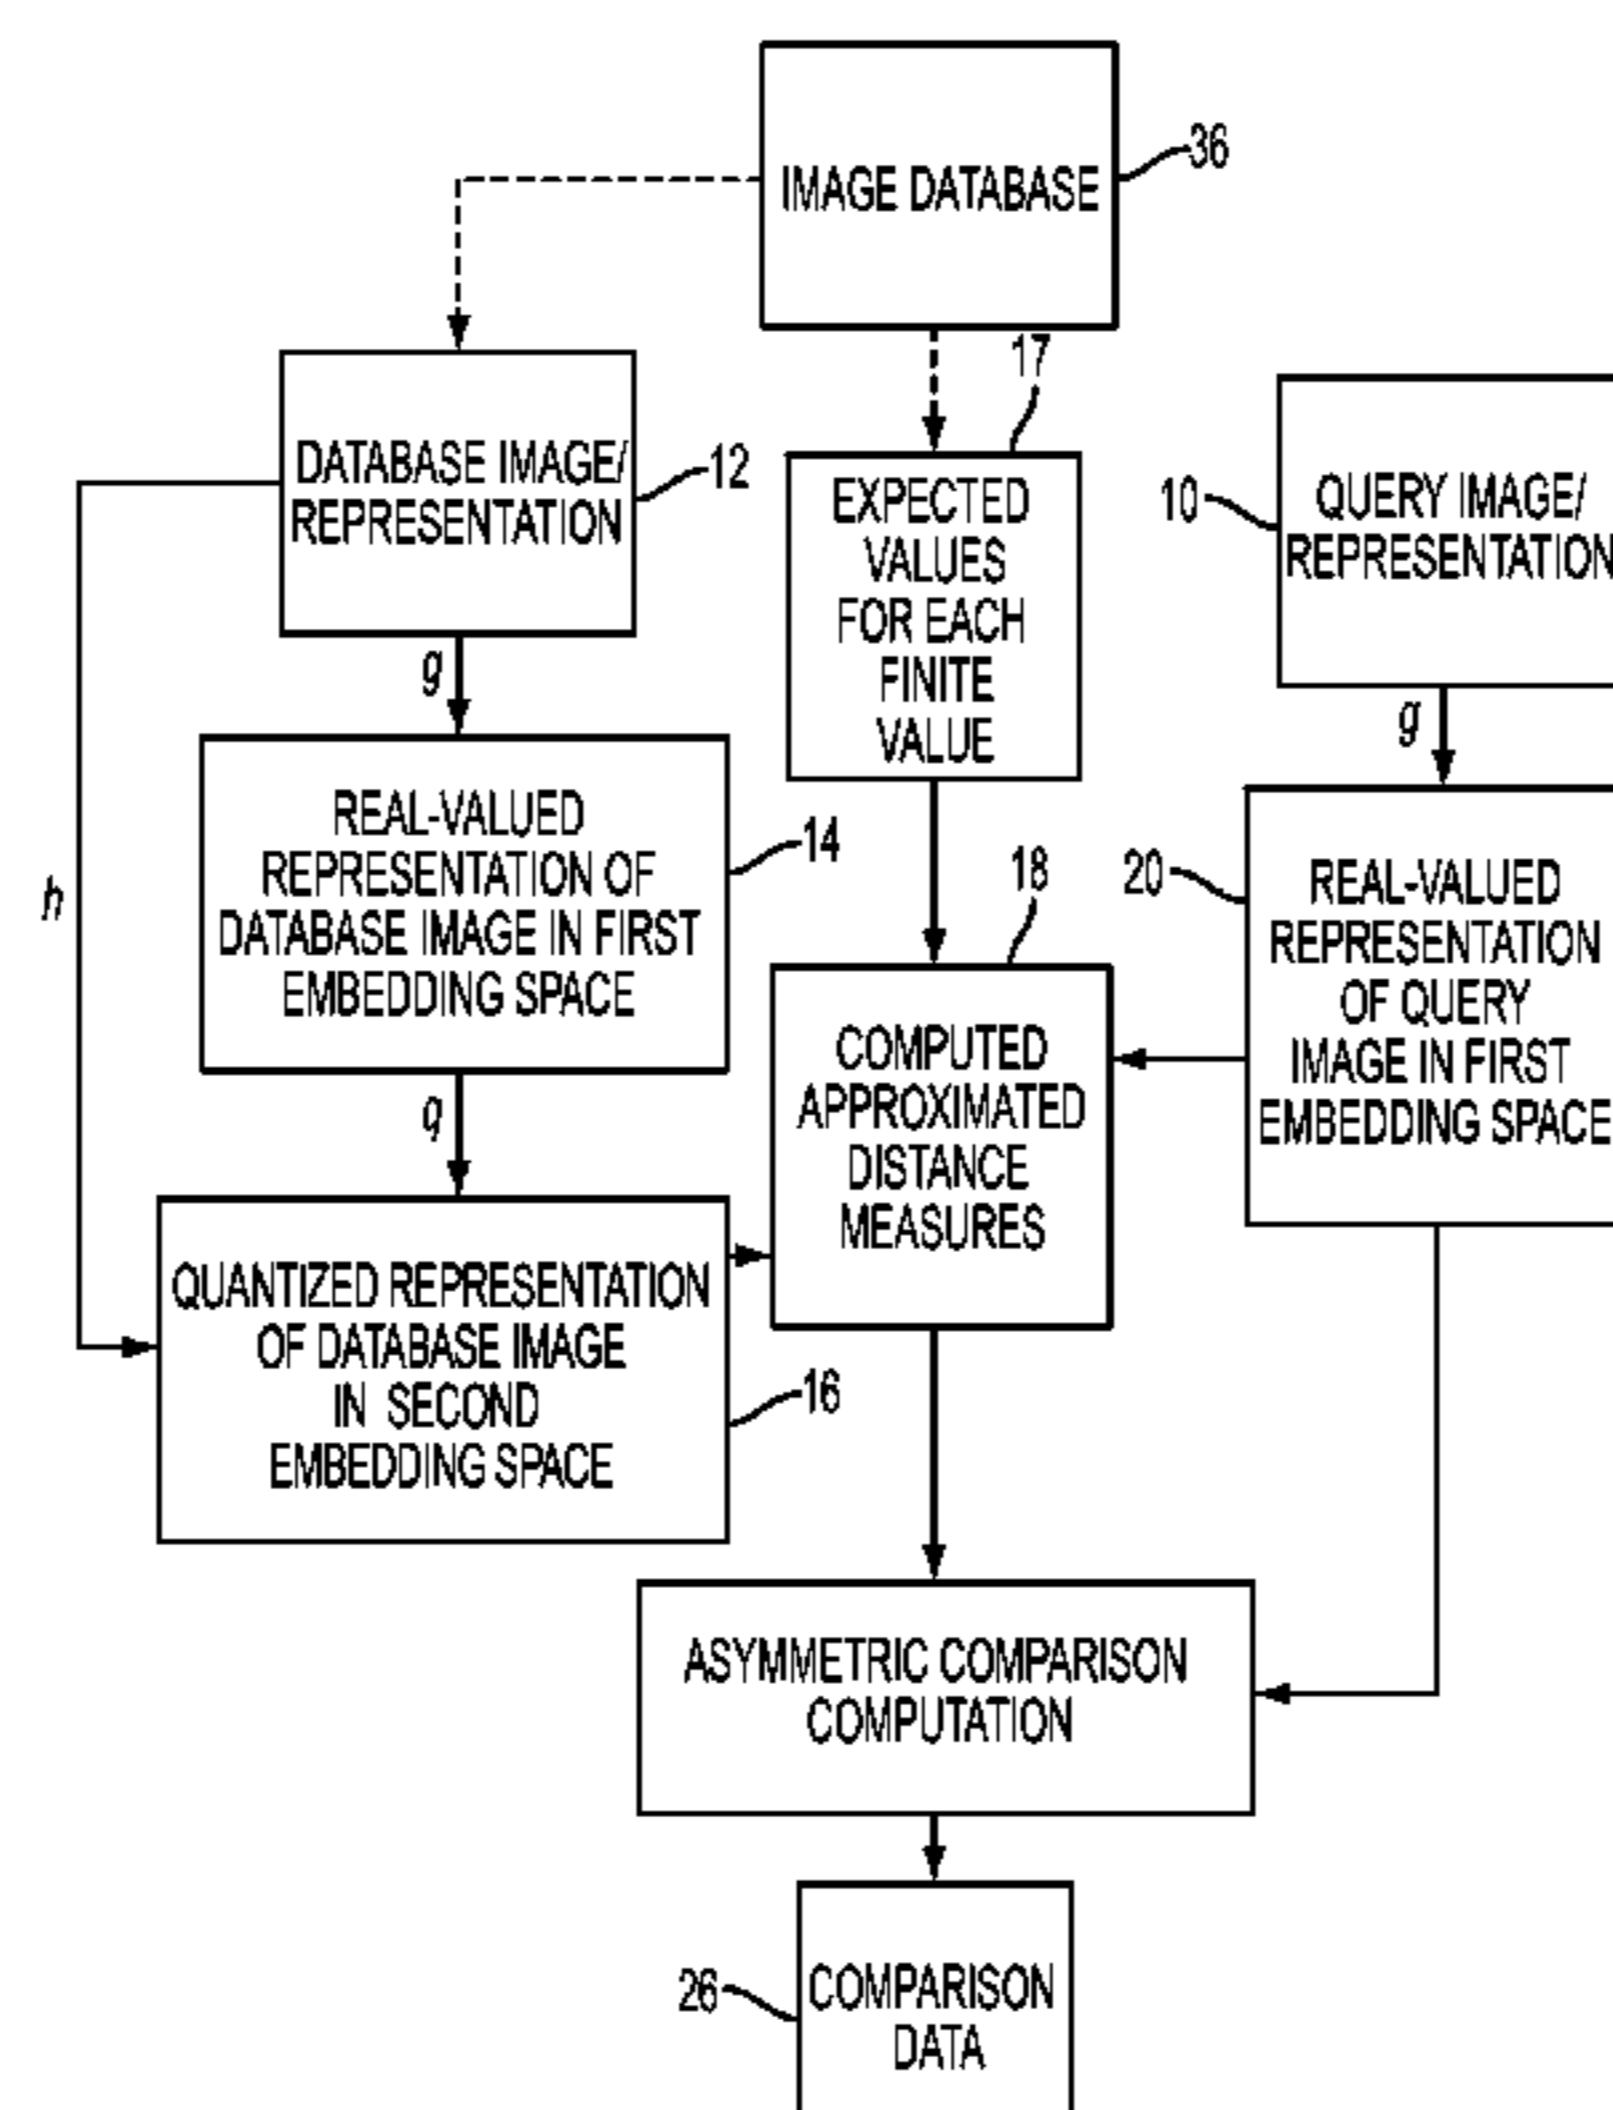 IMAGE DATABASE
36
17
DATABASE IMAGE/
REPRESENTATION
12
EXPECTED
VALUES
FOR EACH
FINITE
VALUE
10
QUERY IMAGE/
REPRESENTATION
g
g
REAL-VALUED
REPRESENTATION OF
DATABASE IMAGE IN FIRST
EMBEDDING SPACE
14
h
18
20
REAL-VALUED
REPRESENTATION
OF QUERY
IMAGE IN FIRST
EMBEDDING SPACE
COMPUTED
APPROXIMATED
DISTANCE
MEASURES
q
QUANTIZED REPRESENTATION
OF DATABASE IMAGE
IN SECOND
EMBEDDING SPACE
16
ASYMMETRIC COMPARISON
COMPUTATION
26
COMPARISON
DATA